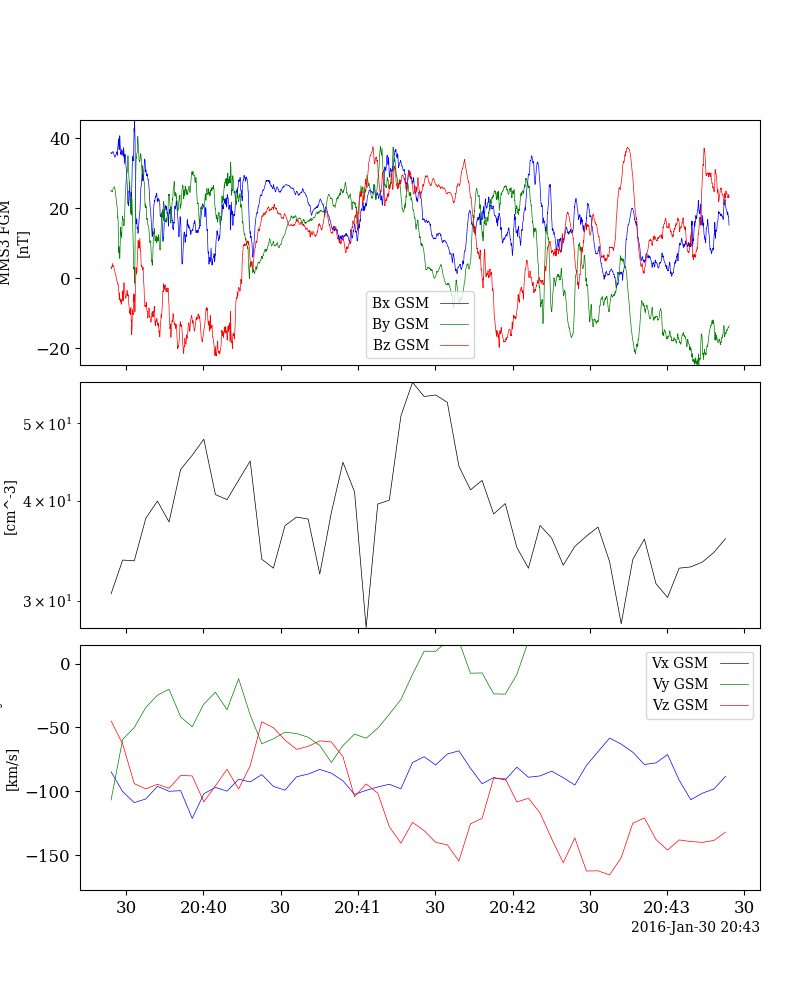 MMS3 FGM
[nT]
40
20
0
−20
Bx GSM
By GSM
Bz GSM
[cm^-3]
5 × 10¹
4 × 10¹
3 × 10¹
[km/s]
0
−50
−100
−150
Vx GSM
Vy GSM
Vz GSM
30 20:40 30 20:41 30 20:42 30 20:43 30
2016-Jan-30 20:43